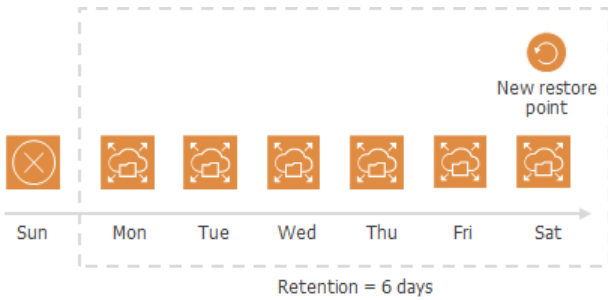 New restore
point
Sun
Mon
Tue
Wed
Thu
Fri
Sat
Retention = 6 days